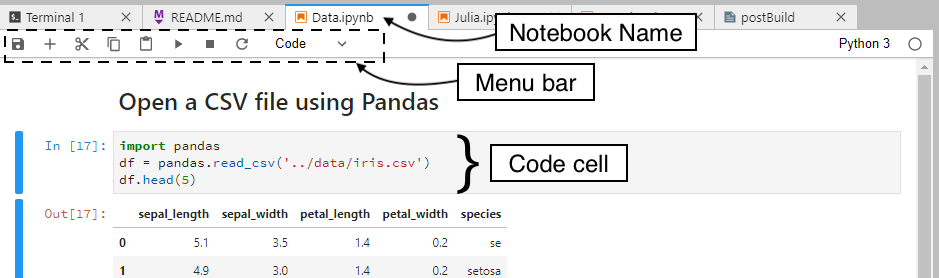 Terminal 1 README.md Data.ipynb Julia.ip postBuild
Notebook Name
Code Python 3
Menu bar
Open a CSV file using Pandas
In [17]: import pandas
df = pandas.read_csv('../data/iris.csv')
df.head(5)
Code cell
Out[17]: sepal_length sepal_width petal_length petal_width species
0 5.1 3.5 1.4 0.2 se
1 4.9 3.0 1.4 0.2 setosa